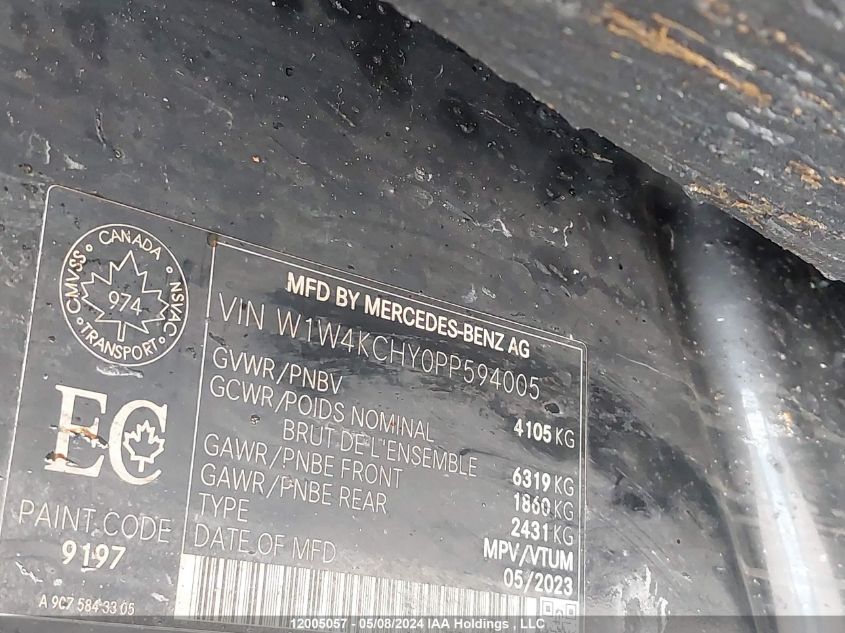 CMVSS CANADA NSVAC
974
TRANSPORT
EC
PAINT CODE
9197
A 9C7 584 33 05
MFD BY MERCEDES-BENZ AG
VIN W1W4KCHY0PP594005
GVWR/PNBV 4105 KG
GCWR/POIDS NOMINAL
BRUT DE L'ENSEMBLE 6319 KG
GAWR/PNBE FRONT 1860 KG
GAWR/PNBE REAR 2431 KG
TYPE MPV/VTUM
DATE OF MFD 05/2023
12005057 - 05/08/2024 IAA Holdings, LLC